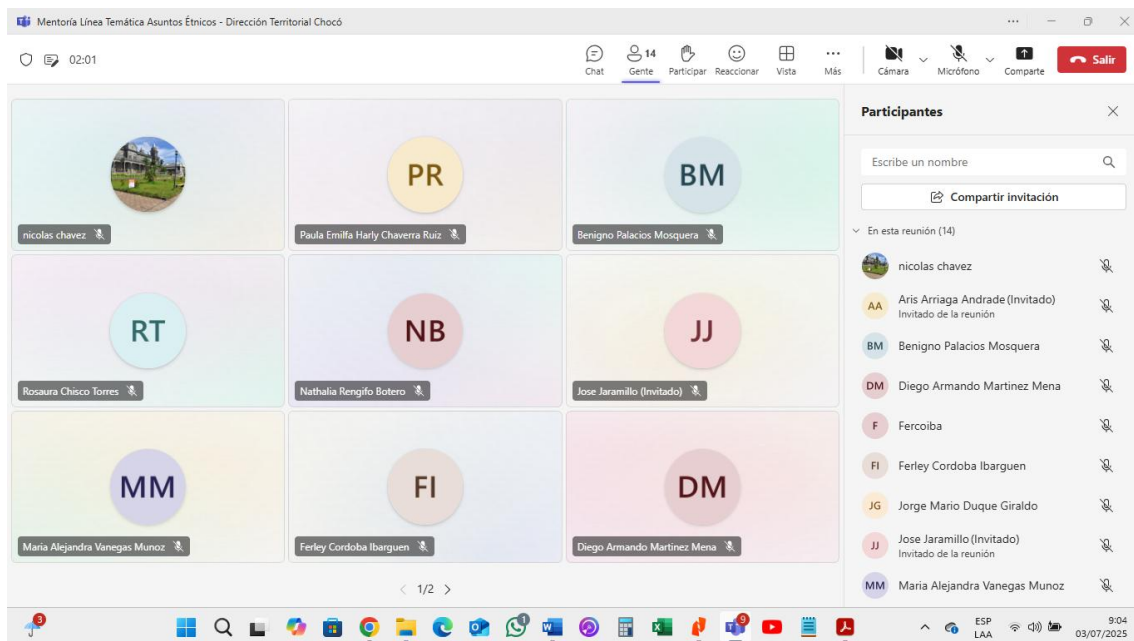 Mentoría Línea Temática Asuntos Étnicos - Dirección Territorial Chocó
02:01
Chat
14
Gente
Participar
Reaccionar
Vista
Más
Cámara
Micrófono
Comparte
Salir
nicolas chavez
PR
Paula Emilfa Harly Chaverra Ruiz
BM
Benigno Palacios Mosquera
RT
Rosaura Chisco Torres
NB
Nathalia Rengifo Botero
JJ
Jose Jaramillo (Invitado)
MM
Maria Alejandra Vanegas Munoz
FI
Ferley Cordoba Ibarguen
DM
Diego Armando Martinez Mena
1/2
Participantes
Escribe un nombre
Compartir invitación
En esta reunión (14)
nicolas chavez
AA
Aris Arriaga Andrade (Invitado)
Invitado de la reunión
BM
Benigno Palacios Mosquera
DM
Diego Armando Martinez Mena
F
Fercoiba
FI
Ferley Cordoba Ibarguen
JG
Jorge Mario Duque Giraldo
JJ
Jose Jaramillo (Invitado)
Invitado de la reunión
MM
Maria Alejandra Vanegas Munoz
3
1
9
ESP
LAA
9:04
03/07/2025